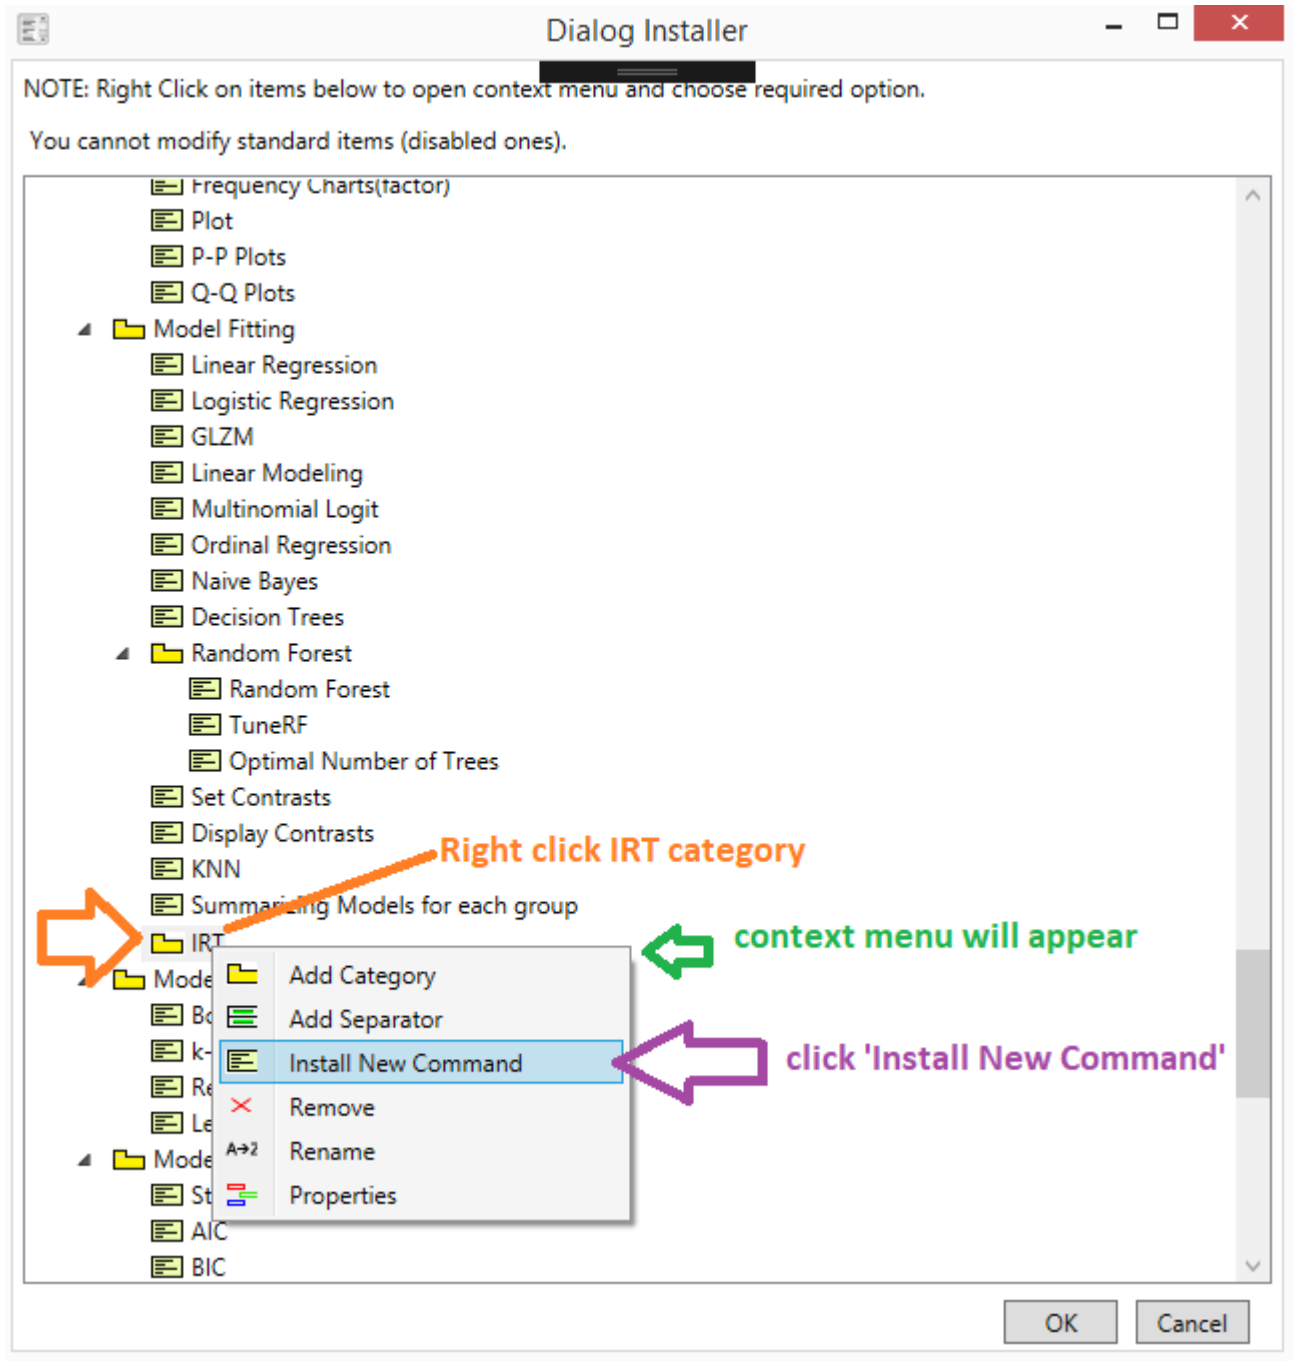 Dialog Installer
NOTE: Right Click on items below to open context menu and choose required option.
You cannot modify standard items (disabled ones).
Frequency Charts(factor)
Plot
P-P Plots
Q-Q Plots
Model Fitting
Linear Regression
Logistic Regression
GLZM
Linear Modeling
Multinomial Logit
Ordinal Regression
Naive Bayes
Decision Trees
Random Forest
Random Forest
TuneRF
Optimal Number of Trees
Set Contrasts
Display Contrasts
Right click IRT category
KNN
Summarizing Models for each group
IRT
context menu will appear
Add Category
Add Separator
Install New Command
click 'Install New Command'
Remove
A→Z Rename
Properties
AIC
BIC
OK Cancel